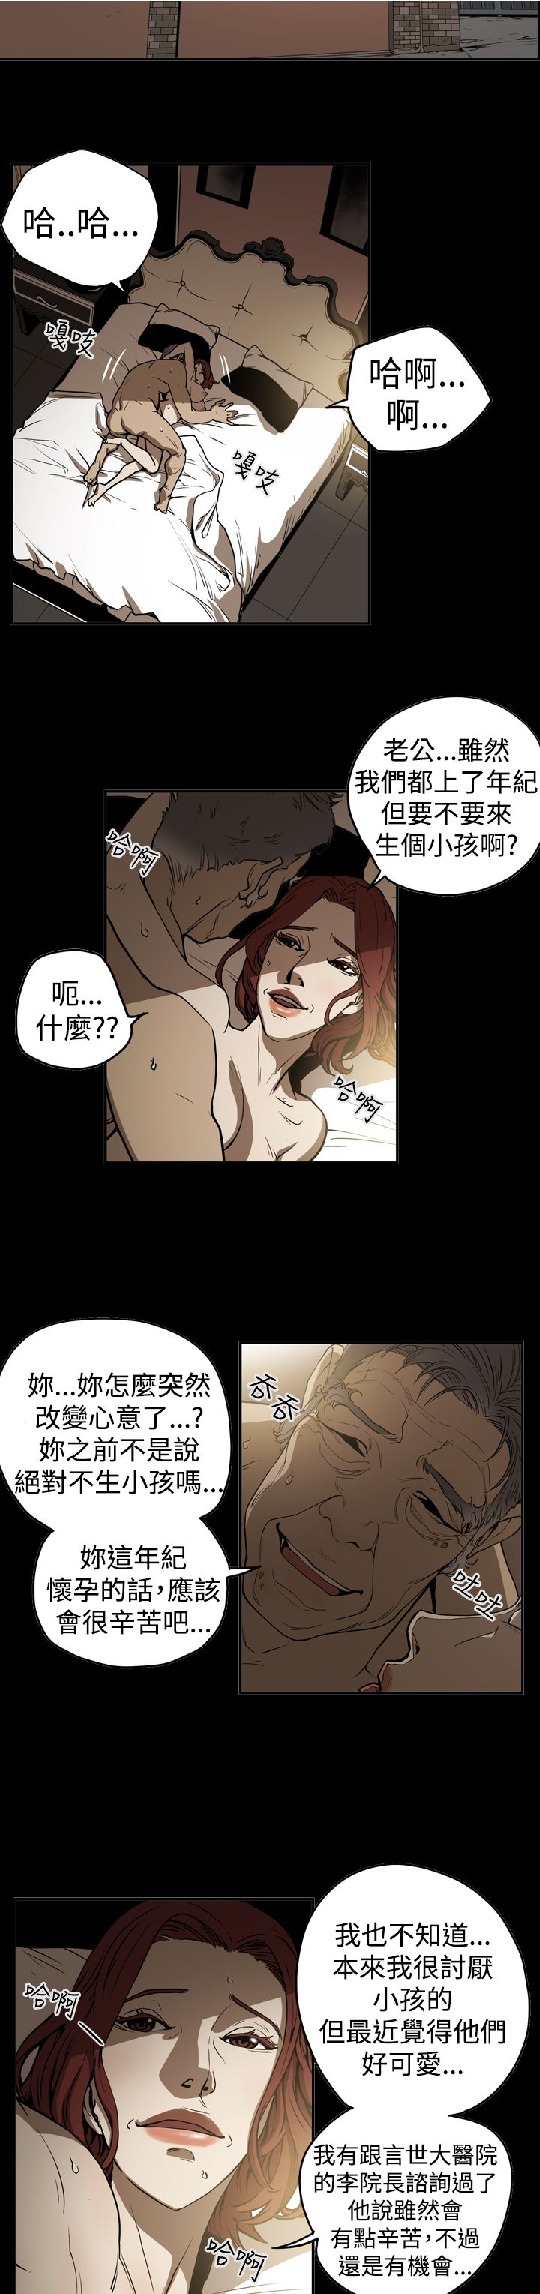 哈..哈...
嘎吱
哈啊...
啊...
嘎吱
老公...雖然
我們都上了年紀
但要不要來
生個小孩啊?
哈啊
呃...
什麼??
哈啊
妳...妳怎麼突然
改變心意了...?
妳之前不是說
絕對不生小孩嗎...
吞吞
妳這年紀
懷孕的話,應該
會很辛苦吧...
吐吐
我也不知道...
本來我很討厭
小孩的
但最近覺得他們
好可愛...
哈啊
我有跟言世大醫院
的李院長諮詢過了
他說雖然會
有點辛苦,不過
還是有機會...
哈啊